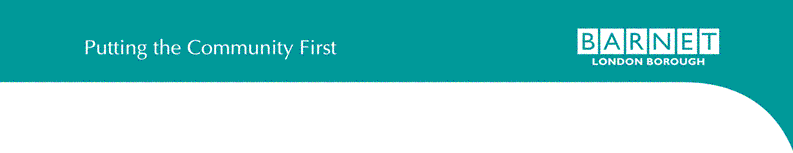 Putting the Community First
BARNET
LONDON BOROUGH